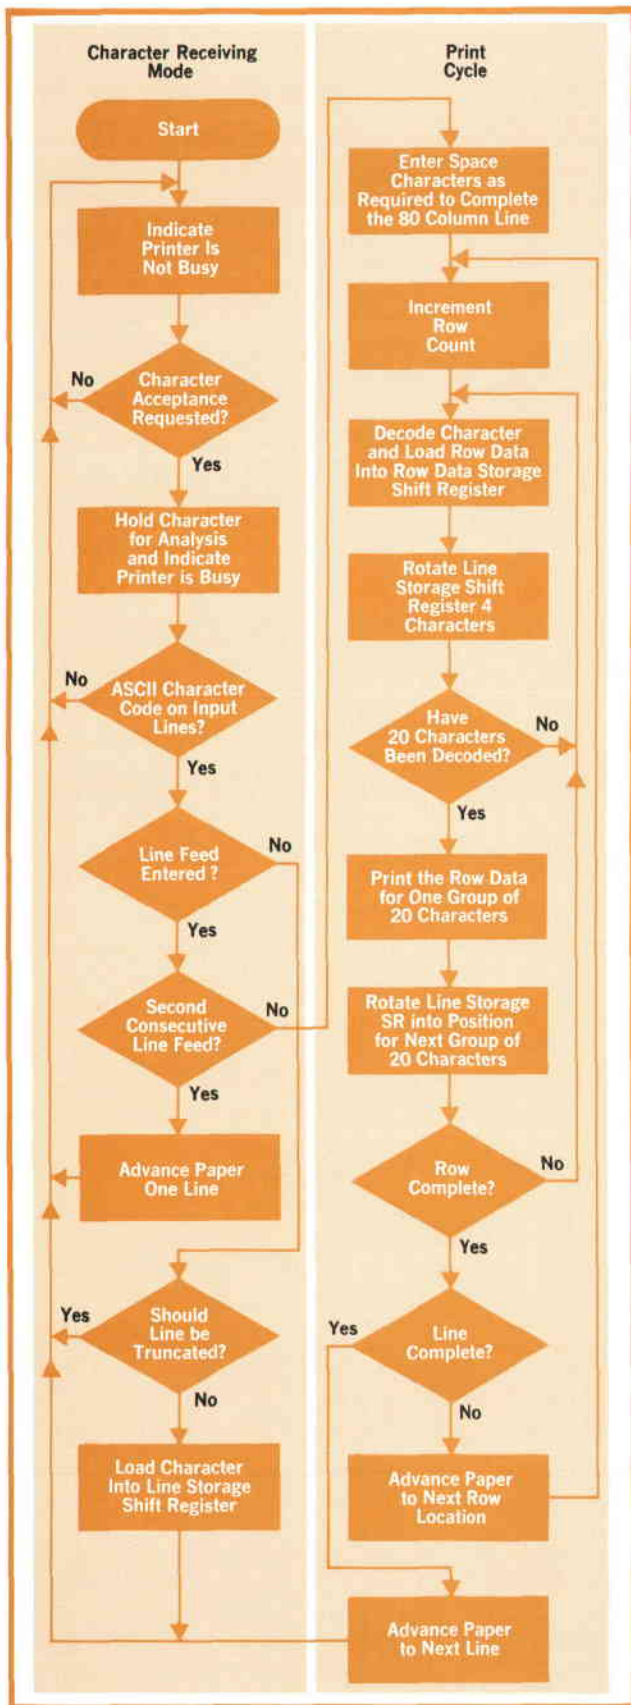 Character Receiving
Mode
Start
Indicate
Printer Is
Not Busy
No
Character
Acceptance
Requested?
Yes
Hold Character
for Analysis
and Indicate
Printer is Busy
No
ASCII Character
Code on Input
Lines?
Yes
Line Feed
Entered ?
No
Yes
Second
Consecutive
Line Feed?
No
Yes
Advance Paper
One Line
Yes
Should
Line be
Truncated?
No
Load Character
Into Line Storage
Shift Register
Print
Cycle
Enter Space
Characters as
Required to Complete
the 80 Column Line
Increment
Row
Count
Decode Character
and Load Row Data
Into Row Data Storage
Shift Register
Rotate Line
Storage Shift
Register 4
Characters
Have
20 Characters
Been Decoded?
No
Yes
Print the Row Data
for One Group of
20 Characters
Rotate Line Storage
SR into Position
for Next Group of
20 Characters
Row
Complete?
No
Yes
Yes
Line
Complete?
No
Advance Paper
to Next Row
Location
Advance Paper
to Next Line